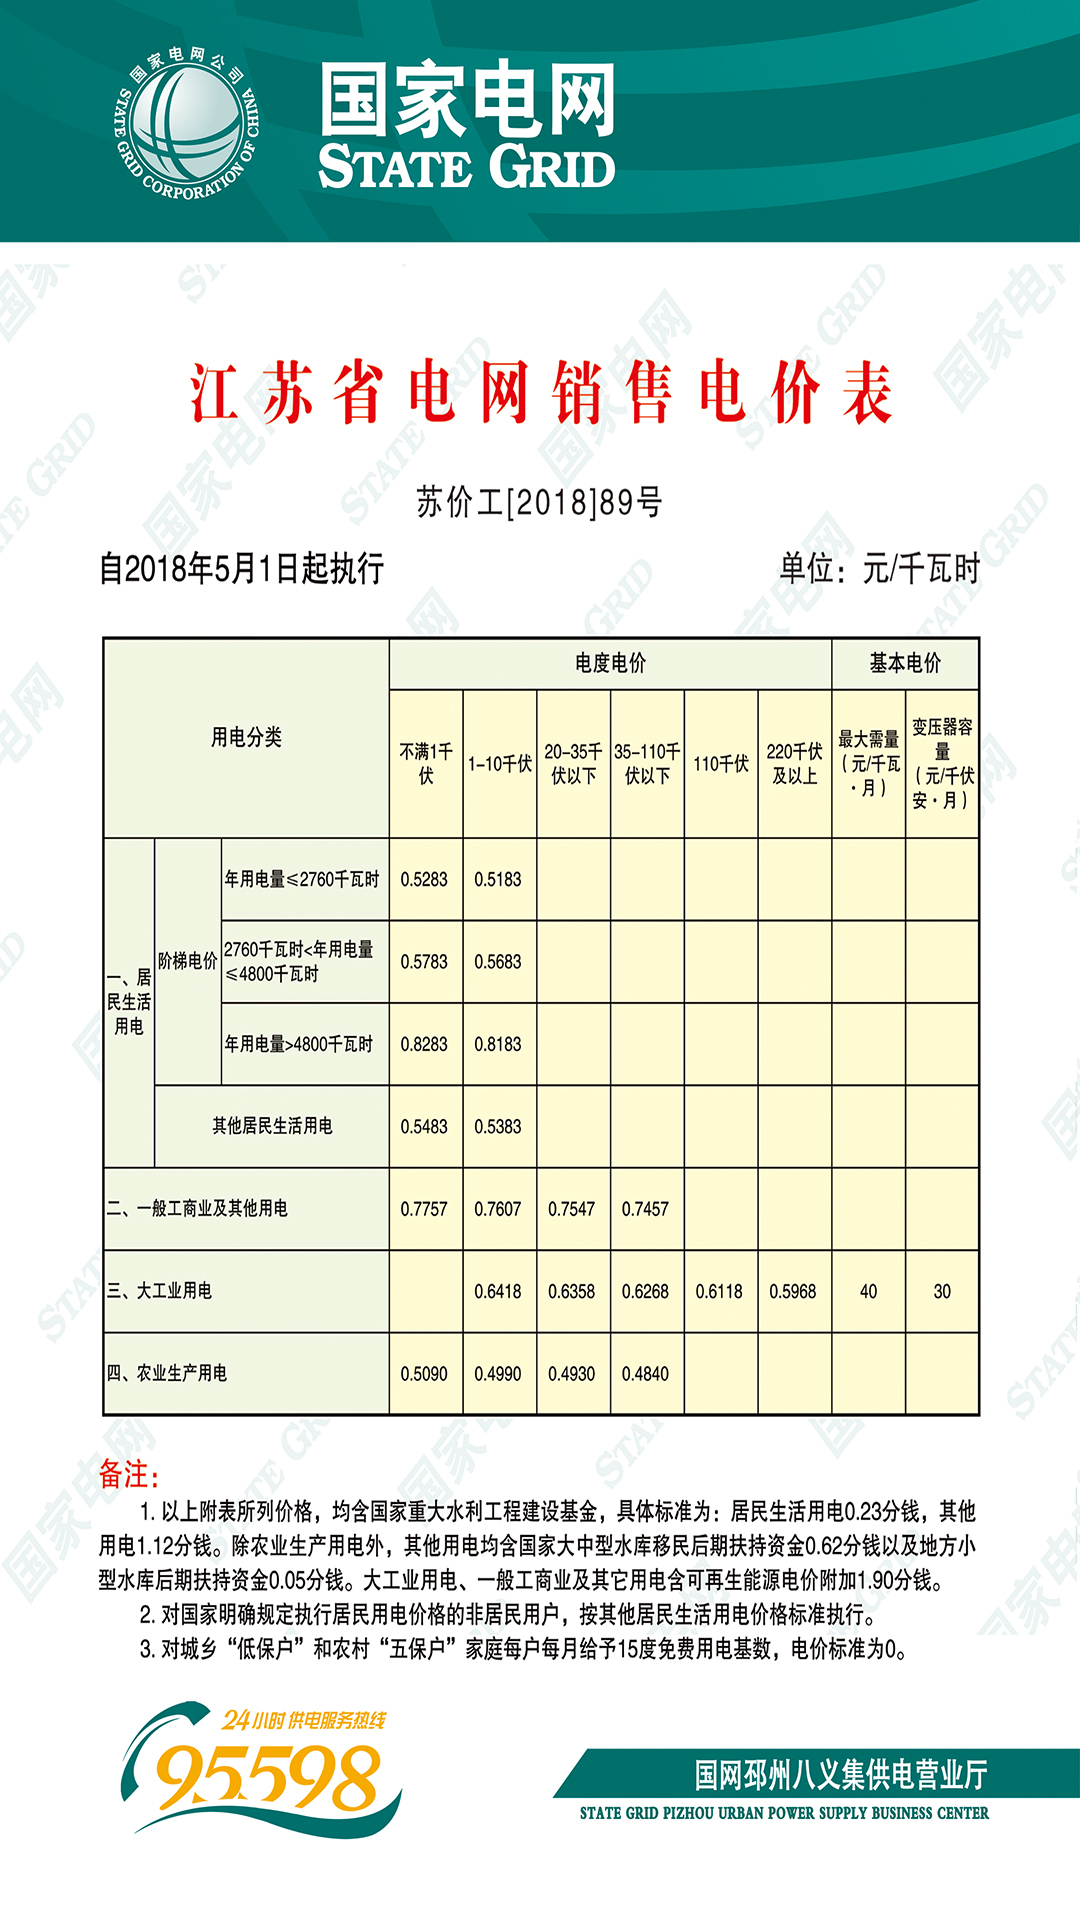 国家电网公司
STATE GRID CORPORATION OF CHINA
国家电网
STATE GRID
江苏省电网销售电价表
苏价工[2018]89号
自2018年5月1日起执行 单位：元/千瓦时
用电分类 电度电价 基本电价
不满1千伏 1-10千伏 20-35千伏以下 35-110千伏以下 110千伏 220千伏及以上 最大需量（元/千瓦·月） 变压器容量（元/千伏安·月）
一、居民生活用电 阶梯电价 年用电量≤2760千瓦时 0.5283 0.5183
2760千瓦时<年用电量≤4800千瓦时 0.5783 0.5683
年用电量>4800千瓦时 0.8283 0.8183
其他居民生活用电 0.5483 0.5383
二、一般工商业及其他用电 0.7757 0.7607 0.7547 0.7457
三、大工业用电 0.6418 0.6358 0.6268 0.6118 0.5968 40 30
四、农业生产用电 0.5090 0.4990 0.4930 0.4840
备注：
1. 以上附表所列价格，均含国家重大水利工程建设基金，具体标准为：居民生活用电0.23分钱，其他
用电1.12分钱。除农业生产用电外，其他用电均含国家大中型水库移民后期扶持资金0.62分钱以及地方小
型水库后期扶持资金0.05分钱。大工业用电、一般工商业及其它用电含可再生能源电价附加1.90分钱。
2. 对国家明确规定执行居民用电价格的非居民用户，按其他居民生活用电价格标准执行。
3. 对城乡“低保户”和农村“五保户”家庭每户每月给予15度免费用电基数，电价标准为0。
24小时供电服务热线
95598
国网邳州八义集供电营业厅
STATE GRID PIZHOU URBAN POWER SUPPLY BUSINESS CENTER